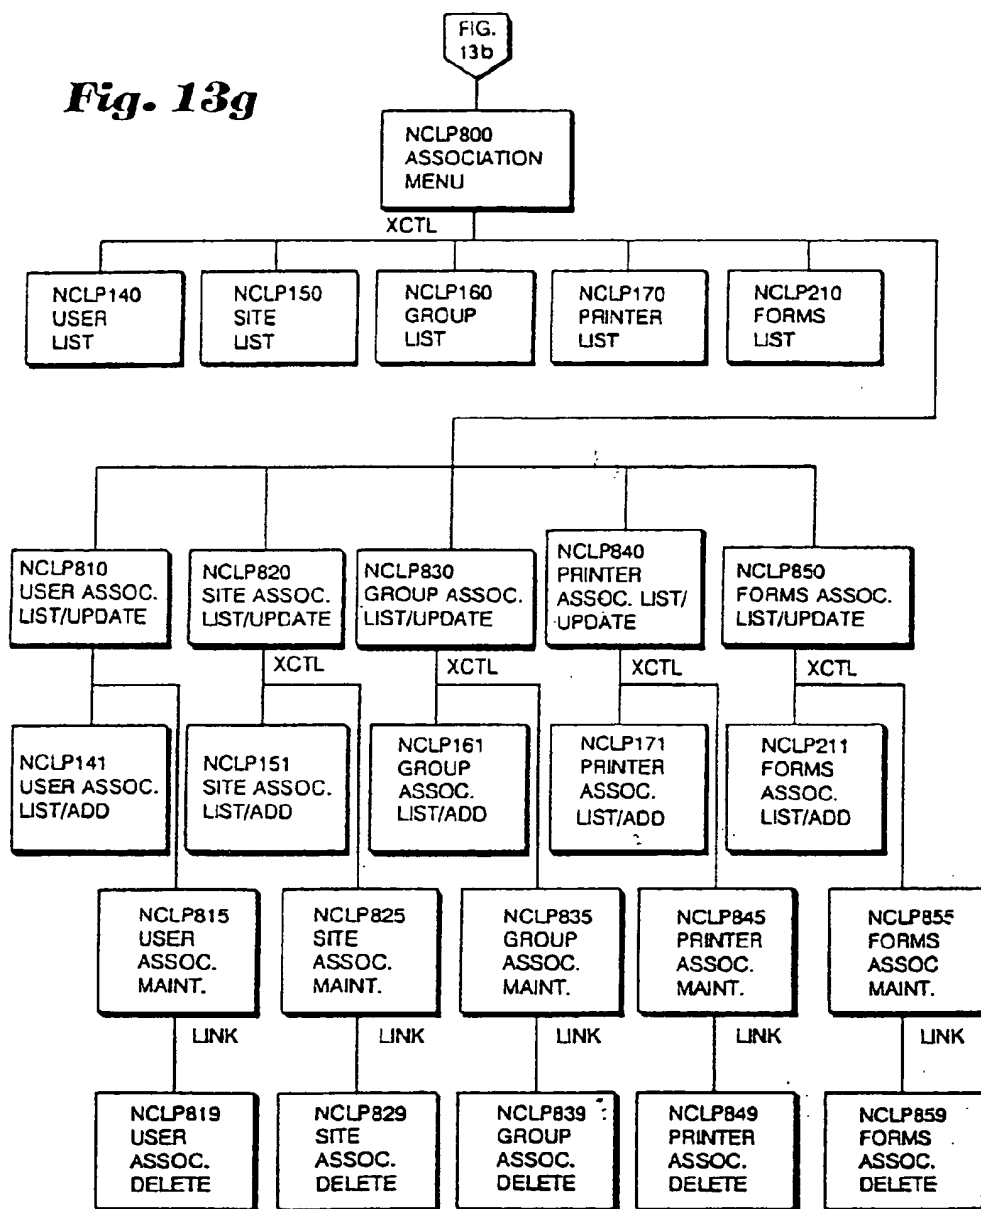 FIG.
13b
Fig. 13g
NCLP800
ASSOCIATION
MENU
XCTL
NCLP140
USER
LIST
NCLP150
SITE
LIST
NCLP160
GROUP
LIST
NCLP170
PRINTER
LIST
NCLP210
FORMS
LIST
NCLP810
USER ASSOC.
LIST/UPDATE
NCLP820
SITE ASSOC.
LIST/UPDATE
NCLP830
GROUP ASSOC.
LIST/UPDATE
NCLP840
PRINTER
ASSOC. LIST/
UPDATE
NCLP850
FORMS ASSOC.
LIST/UPDATE
XCTL
XCTL
XCTL
XCTL
NCLP141
USER ASSOC.
LIST/ADD
NCLP151
SITE ASSOC.
LIST/ADD
NCLP161
GROUP
ASSOC.
LIST/ADD
NCLP171
PRINTER
ASSOC.
LIST/ADD
NCLP211
FORMS
ASSOC.
LIST/ADD
NCLP815
USER
ASSOC.
MAINT.
NCLP825
SITE
ASSOC.
MAINT.
NCLP835
GROUP
ASSOC.
MAINT.
NCLP845
PRINTER
ASSOC.
MAINT.
NCLP855
FORMS
ASSOC
MAINT.
LINK
LINK
LINK
LINK
LINK
NCLP819
USER
ASSOC.
DELETE
NCLP829
SITE
ASSOC.
DELETE
NCLP839
GROUP
ASSOC.
DELETE
NCLP849
PRINTER
ASSOC.
DELETE
NCLP859
FORMS
ASSOC.
DELETE